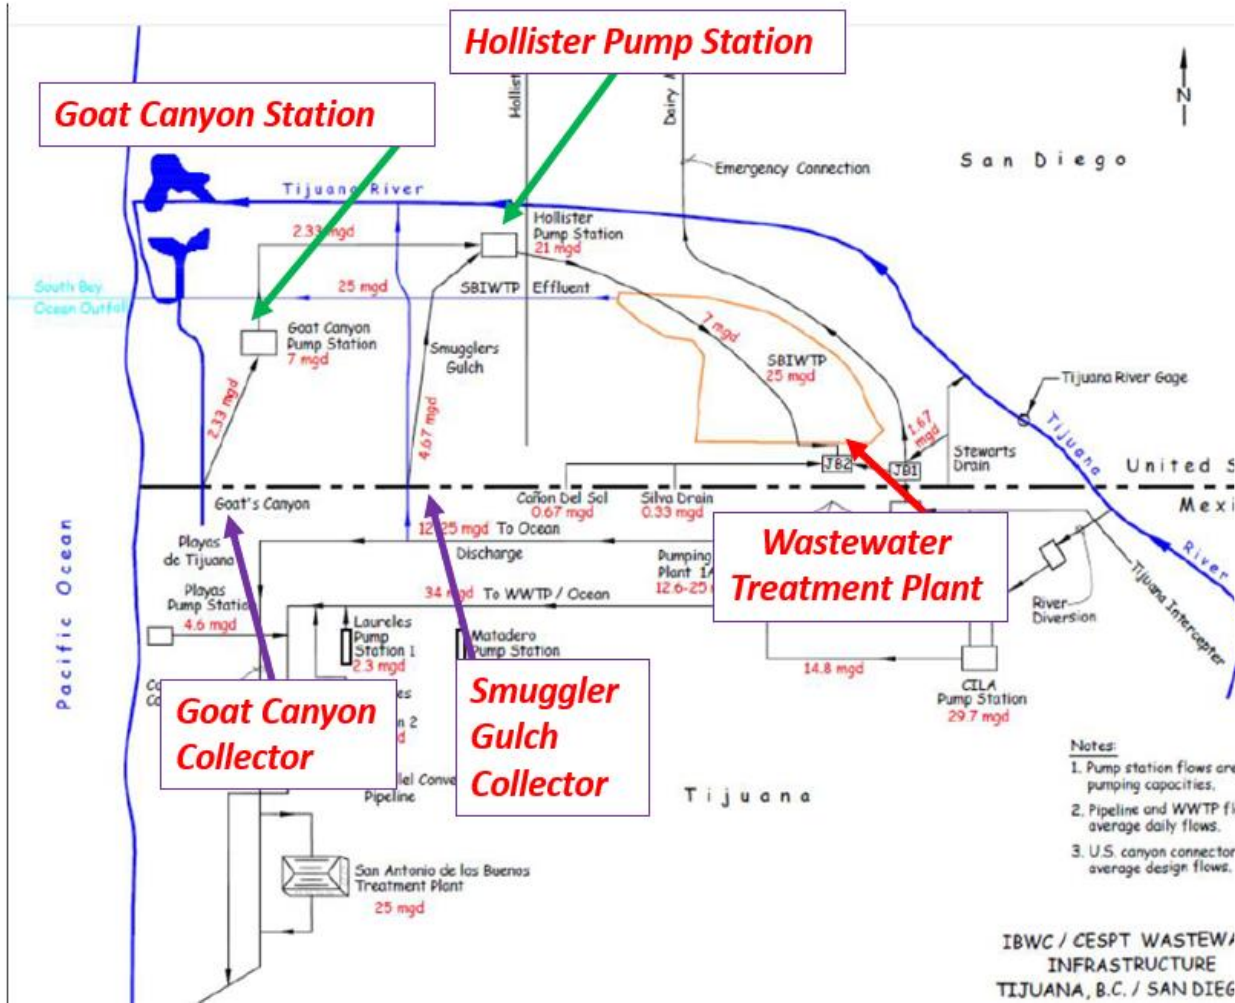 Hollister Pump Station
Goat Canyon Station
Hollist
Dairy
N
San Diego
Emergency Connection
Tijuana River
Hollister
Pump Station
21 mgd
2.33 mgd
South Bay
Ocean Outfall
25 mgd
SBIWTP Effluent
Goat Canyon
Pump Station
7 mgd
Smugglers
Gulch
7 mgd
SBIWTP
25 mgd
Tijuana River Gage
2.33 mgd
4.67 mgd
1.67
mgd
Stewarts
Drain
Tijuana
River
JB2
JB1
United S
Mexi
Goat's Canyon
Cañon Del Sol
0.67 mgd
Silva Drain
0.33 mgd
Playas
de Tijuana
To Ocean
Discharge
Pumping
Plant 1A
12.6-25
Wastewater
Treatment Plant
Playas
Pump Station
4.6 mgd
34 mgd To WWTP / Ocean
River
Diversion
Tijuana Intercepter
Laureles
Pump
Station 1
2.3 mgd
Matadero
Pump Station
14.8 mgd
CILA
Pump Station
29.7 mgd
Pacific Ocean
Goat Canyon
Collector
Smuggler
Gulch
Collector
n 2
lel Conve
Pipeline
Tijuana
Notes:
1. Pump station flows are
pumping capacities.
2. Pipeline and WWTP fl
average daily flows.
3. U.S. canyon connector
average design flows.
San Antonio de los Buenos
Treatment Plant
25 mgd
IBWC / CESPT WASTEWA
INFRASTRUCTURE
TIJUANA, B.C. / SAN DIEG